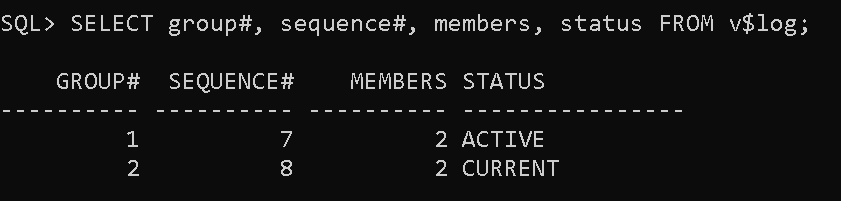 SQL> SELECT group#, sequence#, members, status FROM v$log;
    GROUP#  SEQUENCE#    MEMBERS STATUS
---------- ---------- ---------- ----------------
         1          7          2 ACTIVE
         2          8          2 CURRENT